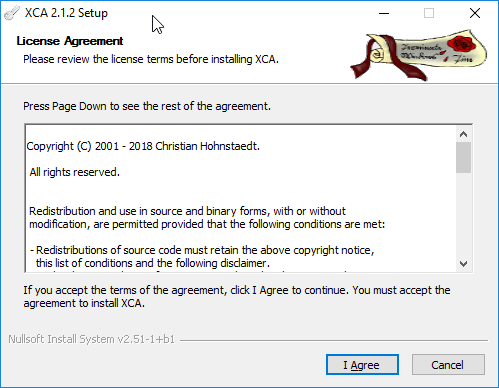 XCA 2.1.2 Setup
License Agreement
Please review the license terms before installing XCA.
Press Page Down to see the rest of the agreement.
Copyright (C) 2001 - 2018 Christian Hohnstaedt.
All rights reserved.
Redistribution and use in source and binary forms, with or without
modification, are permitted provided that the following conditions are met:
- Redistributions of source code must retain the above copyright notice,
this list of conditions and the following disclaimer.
If you accept the terms of the agreement, click I Agree to continue. You must accept the
agreement to install XCA.
Nullsoft Install System v2.51-1+b1
I Agree
Cancel